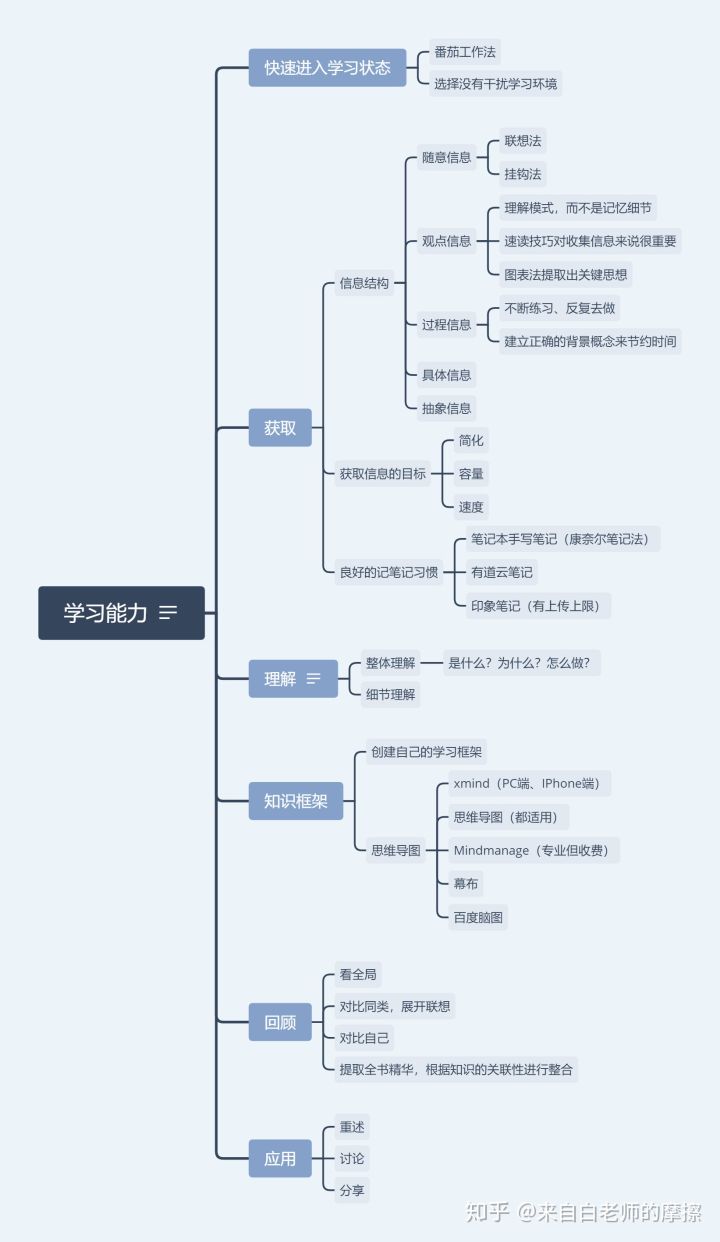 快速进入学习状态
番茄工作法
选择没有干扰学习环境
联想法
随意信息
挂钩法
理解模式，而不是记忆细节
观点信息
速读技巧对收集信息来说很重要
图表法提取出关键思想
信息结构
不断练习、反复去做
过程信息
建立正确的背景概念来节约时间
具体信息
抽象信息
获取
简化
获取信息的目标
容量
速度
笔记本手写笔记（康奈尔笔记法）
良好的记笔记习惯
有道云笔记
印象笔记（有上传上限）
学习能力
整体理解
是什么？为什么？怎么做？
理解
细节理解
创建自己的学习框架
知识框架
xmind（PC端、IPhone端）
思维导图（都适用）
思维导图
Mindmanage（专业但收费）
幕布
百度脑图
看全局
对比同类，展开联想
回顾
对比自己
提取全书精华，根据知识的关联性进行整合
重述
应用
讨论
分享
知乎 @来自白老师的摩擦